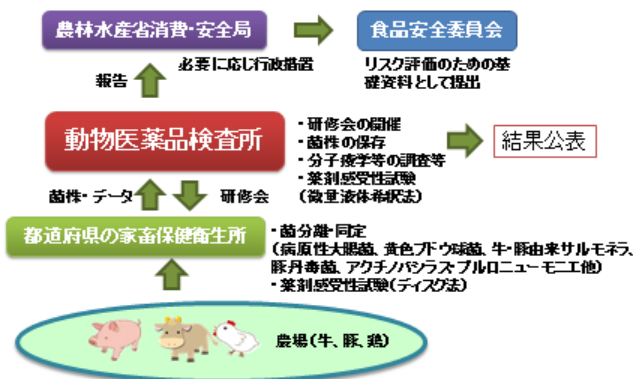 農林水産省消費・安全局
食品安全委員会
報告
必要に応じ行政措置
リスク評価のための基
礎資料として提出
動物医薬品検査所
・研修会の開催
・菌株の保存
・分子疫学等の調査等
・薬剤感受性試験
(微量液体希釈法)
結果公表
菌株・データ
研修会
都道府県の家畜保健衛生所
・菌分離・同定
(病原性大腸菌、黄色ブドウ球菌、牛・豚由来サルモネラ、
豚丹毒菌、アクチノバシラス・プルロニューモニエ他)
・薬剤感受性試験(ディスク法)
農場(牛、豚、鶏)